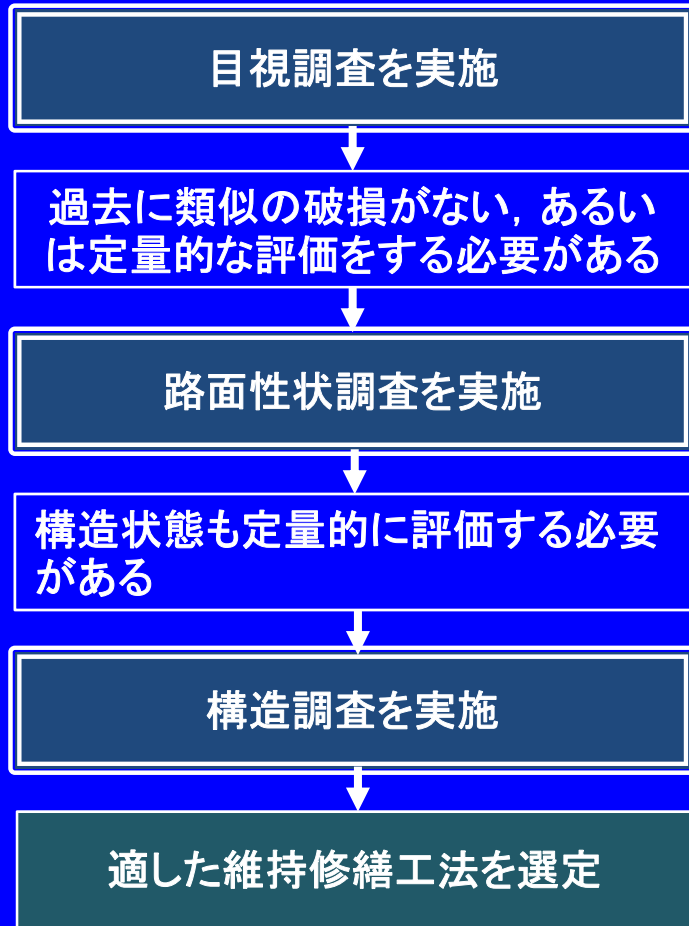 目視調査を実施
過去に類似の破損がない，あるい
は定量的な評価をする必要がある
路面性状調査を実施
構造状態も定量的に評価する必要
がある
構造調査を実施
適した維持修繕工法を選定